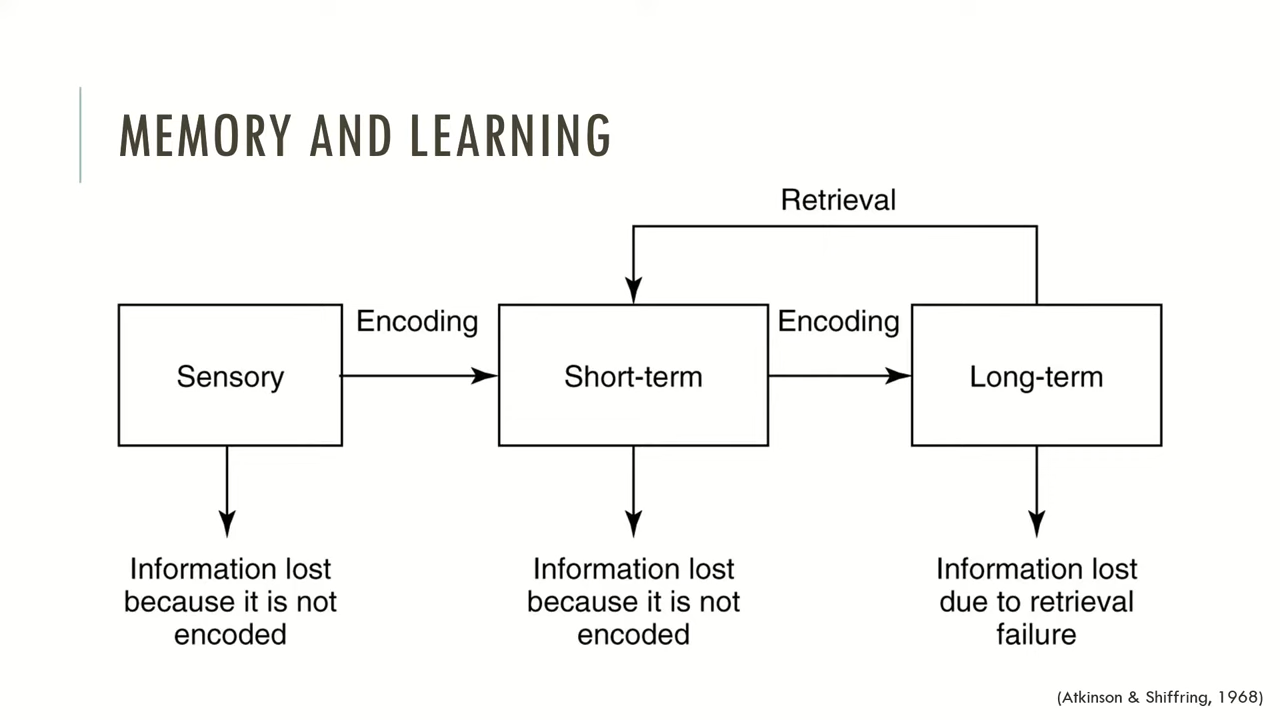 MEMORY AND LEARNING
Retrieval
Encoding
Encoding
Sensory
Short-term
Long-term
Information lost
because it is not
encoded
Information lost
because it is not
encoded
Information lost
due to retrieval
failure
(Atkinson & Shiffring, 1968)